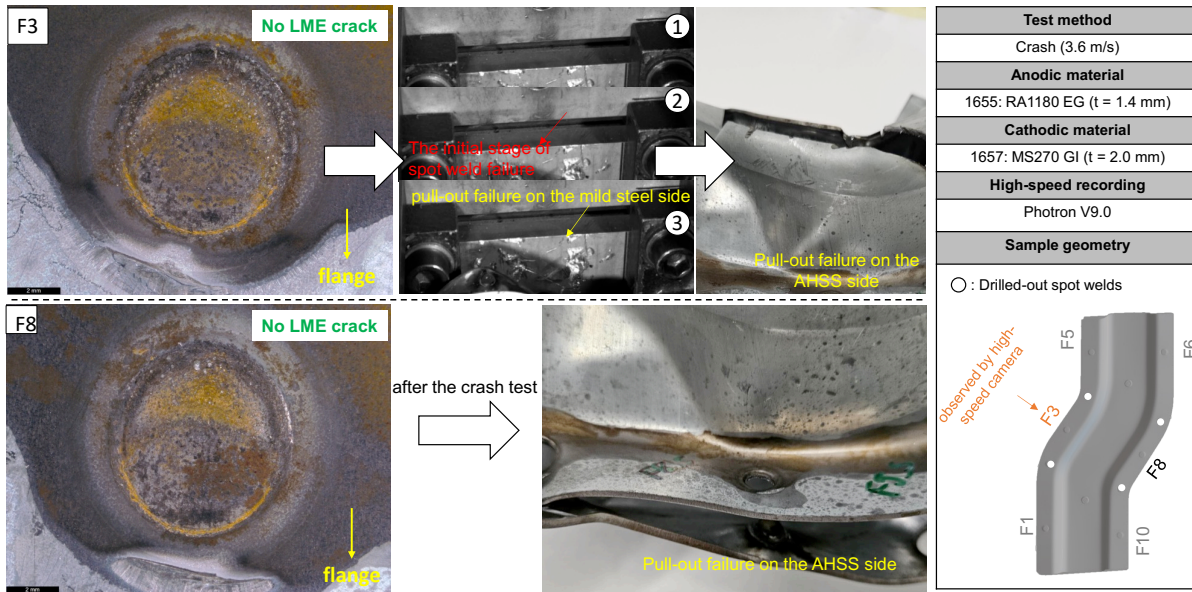 F3
No LME crack
flange
2 mm
1
2
3
The initial stage of
spot weld failure
pull-out failure on the mild steel side
Pull-out failure on the
AHSS side
F8
No LME crack
flange
2 mm
after the crash test
Pull-out failure on the AHSS side
Test method
Crash (3.6 m/s)
Anodic material
1655: RA1180 EG (t = 1.4 mm)
Cathodic material
1657: MS270 GI (t = 2.0 mm)
High-speed recording
Photron V9.0
Sample geometry
: Drilled-out spot welds
observed by high-
speed camera
F5
F6
F3
F8
F1
F10